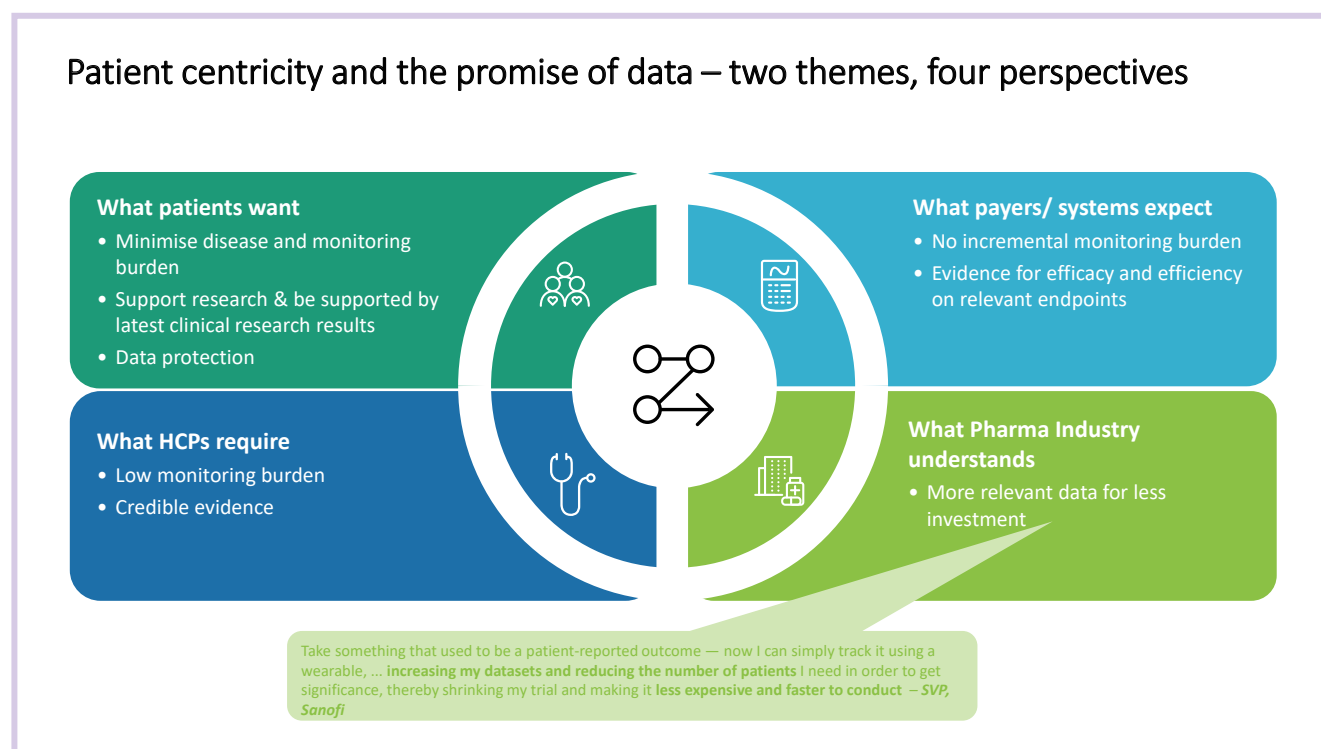 Patient centricity and the promise of data – two themes, four perspectives
What patients want
• Minimise disease and monitoring
burden
• Support research & be supported by
latest clinical research results
• Data protection
What payers/ systems expect
• No incremental monitoring burden
• Evidence for efficacy and efficiency
on relevant endpoints
What HCPs require
• Low monitoring burden
• Credible evidence
What Pharma Industry
understands
• More relevant data for less
investment
Take something that used to be a patient-reported outcome — now I can simply track it using a
wearable, ... increasing my datasets and reducing the number of patients I need in order to get
significance, thereby shrinking my trial and making it less expensive and faster to conduct – SVP,
Sanofi